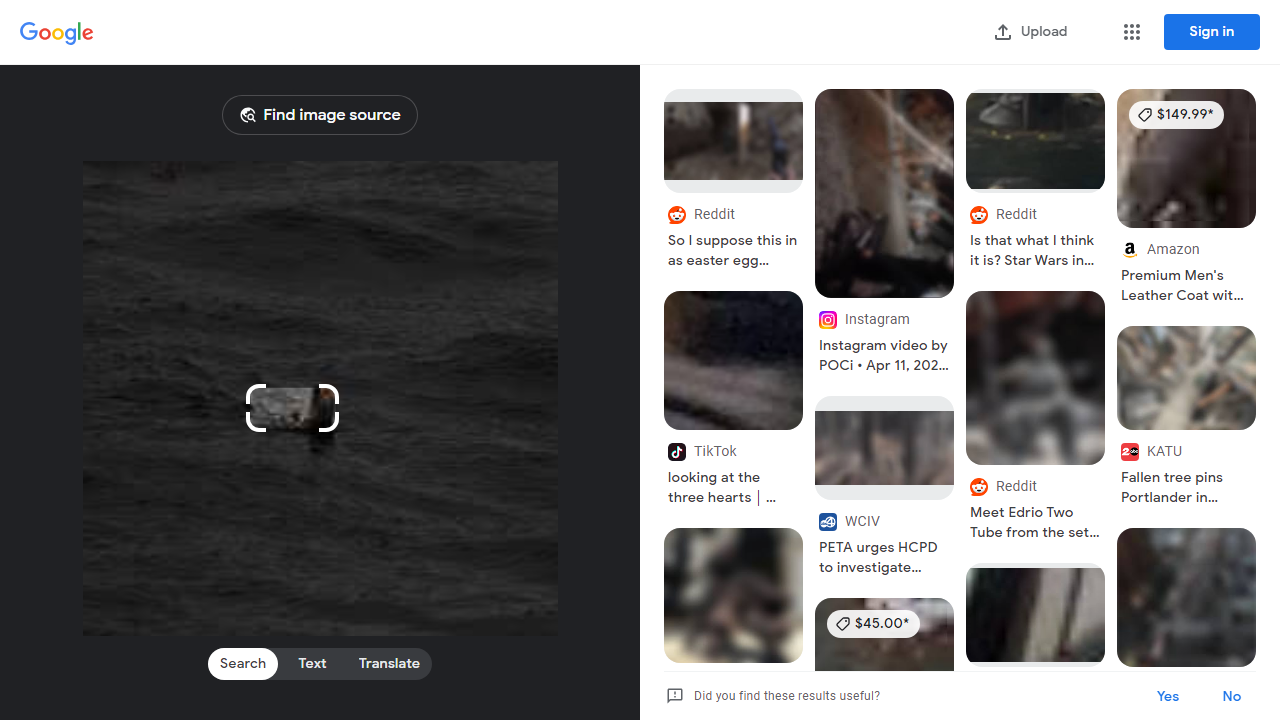 Google
Upload
Sign in
Find image source
Search
Text
Translate
Reddit
So I suppose this in
as easter egg...
TikTok
looking at the
three hearts | ...
Instagram
Instagram video by
POCi • Apr 11, 202...
WCIV
PETA urges HCPD
to investigate...
$45.00*
Reddit
Is that what I think
it is? Star Wars in...
Reddit
Meet Edrio Two
Tube from the set...
$149.99*
Amazon
Premium Men's
Leather Coat wit...
KATU
Fallen tree pins
Portlander in...
Did you find these results useful?
Yes
No